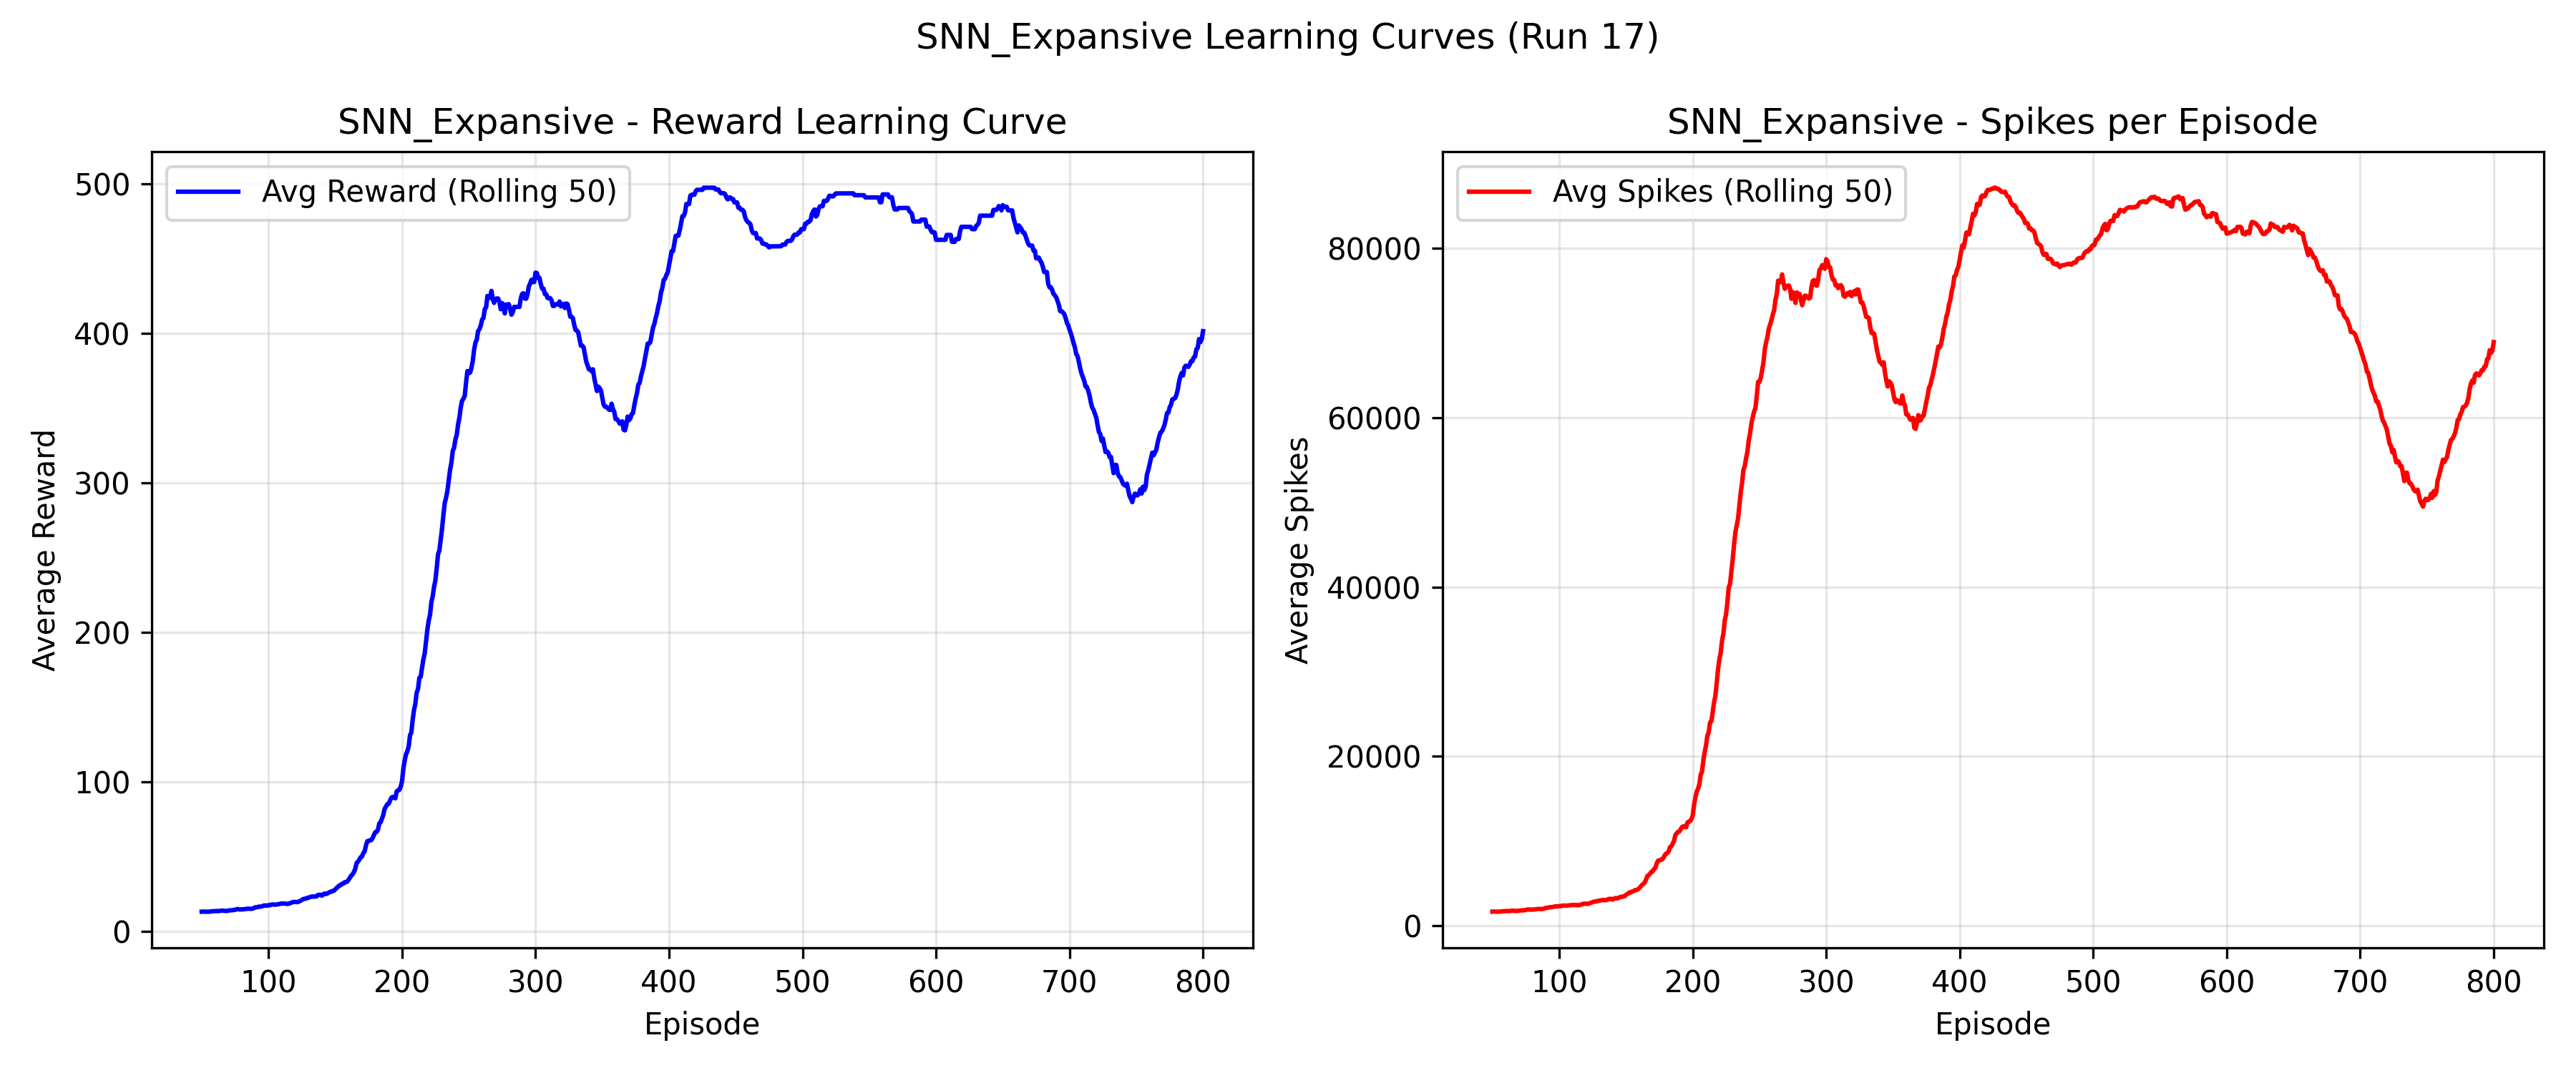 SNN_Expansive Learning Curves (Run 17)
SNN_Expansive - Reward Learning Curve
Avg Reward (Rolling 50)
Average Reward
500
400
300
200
100
0
100 200 300 400 500 600 700 800
Episode
SNN_Expansive - Spikes per Episode
Avg Spikes (Rolling 50)
Average Spikes
80000
60000
40000
20000
0
100 200 300 400 500 600 700 800
Episode